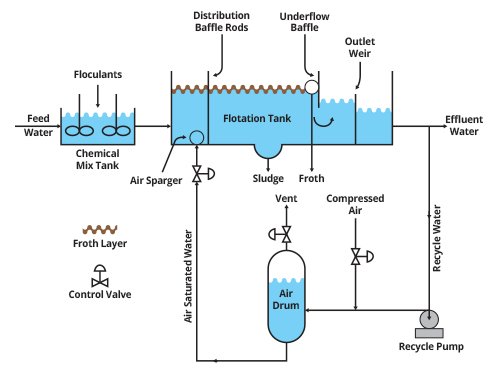 Distribution
Baffle Rods
Underflow
Baffle
Outlet
Weir
Floculants
Feed
Water
Flotation Tank
Effluent
Water
Chemical
Mix Tank
Air Sparger
Sludge
Froth
Vent
Compressed
Air
Froth Layer
Control Valve
Air Saturated Water
Air
Drum
Recycle Water
Recycle Pump